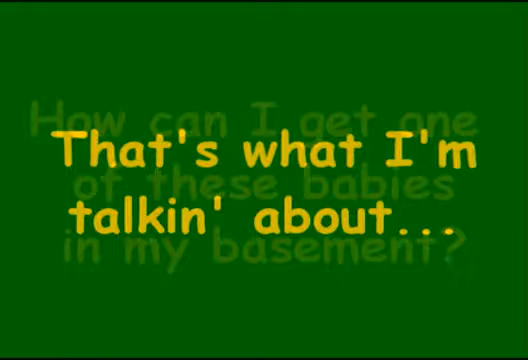 How can I get one
That's what I'm
of these babies
talkin' about...
in my basement?